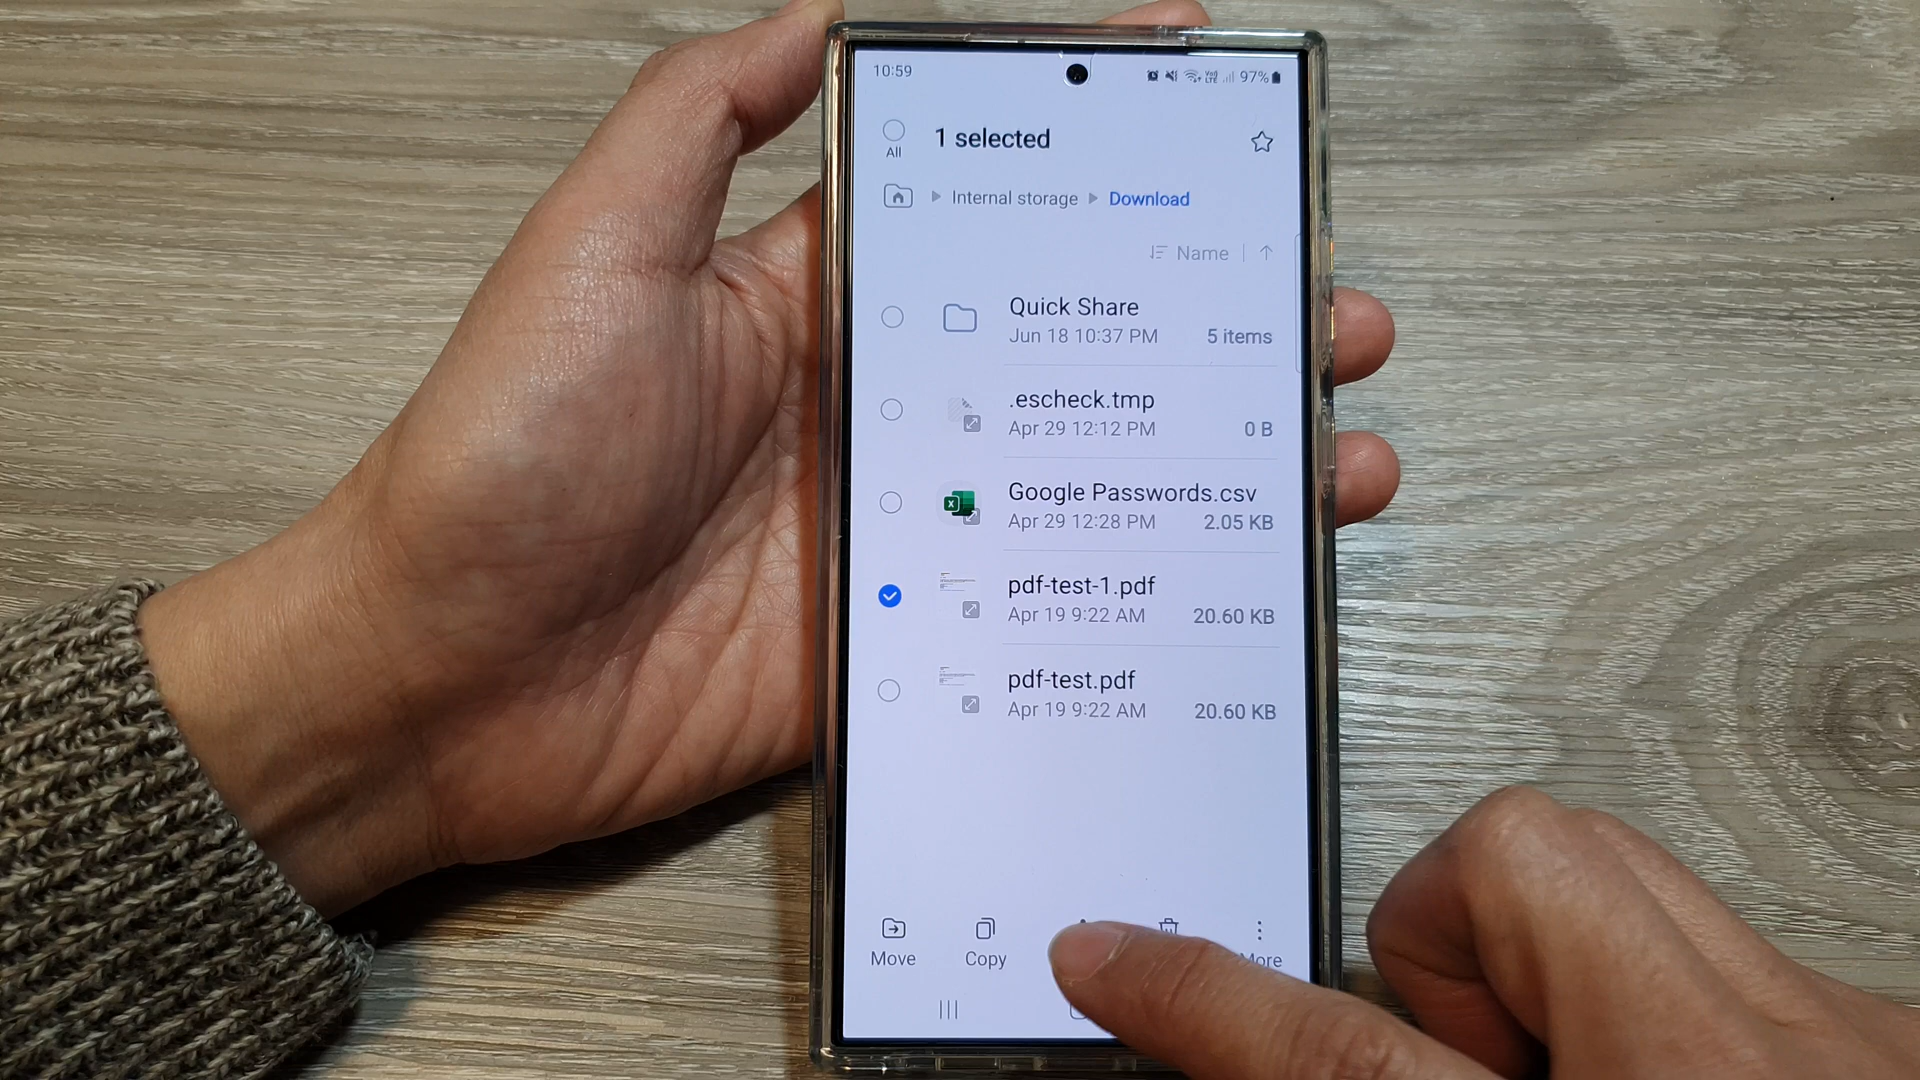 10:59
Vo)) LTE 97%
All
1 selected
Internal storage Download
Name
Quick Share
Jun 18 10:37 PM 5 items
.escheck.tmp
Apr 29 12:12 PM 0 B
X
Google Passwords.csv
Apr 29 12:28 PM 2.05 KB
pdf-test-1.pdf
Apr 19 9:22 AM 20.60 KB
pdf-test.pdf
Apr 19 9:22 AM 20.60 KB
Move Copy More